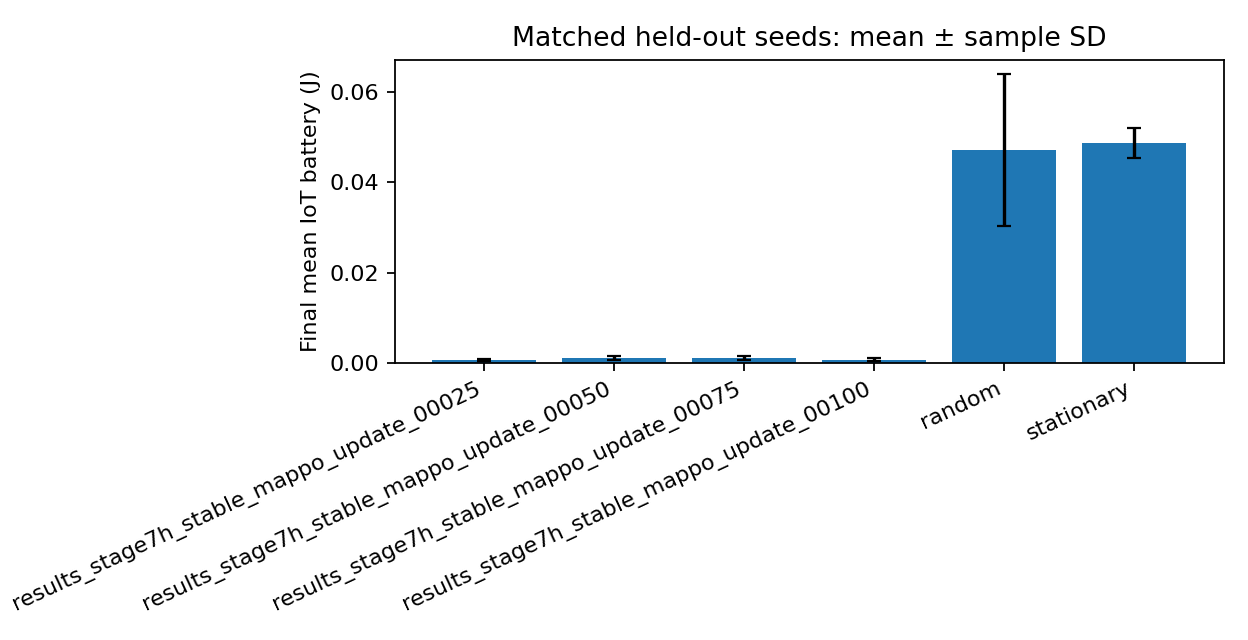 Matched held-out seeds: mean ± sample SD
Final mean IoT battery (J)
0.06
0.04
0.02
0.00
results_stage7h_stable_mappo_update_00025
results_stage7h_stable_mappo_update_00050
results_stage7h_stable_mappo_update_00075
results_stage7h_stable_mappo_update_00100
random
stationary